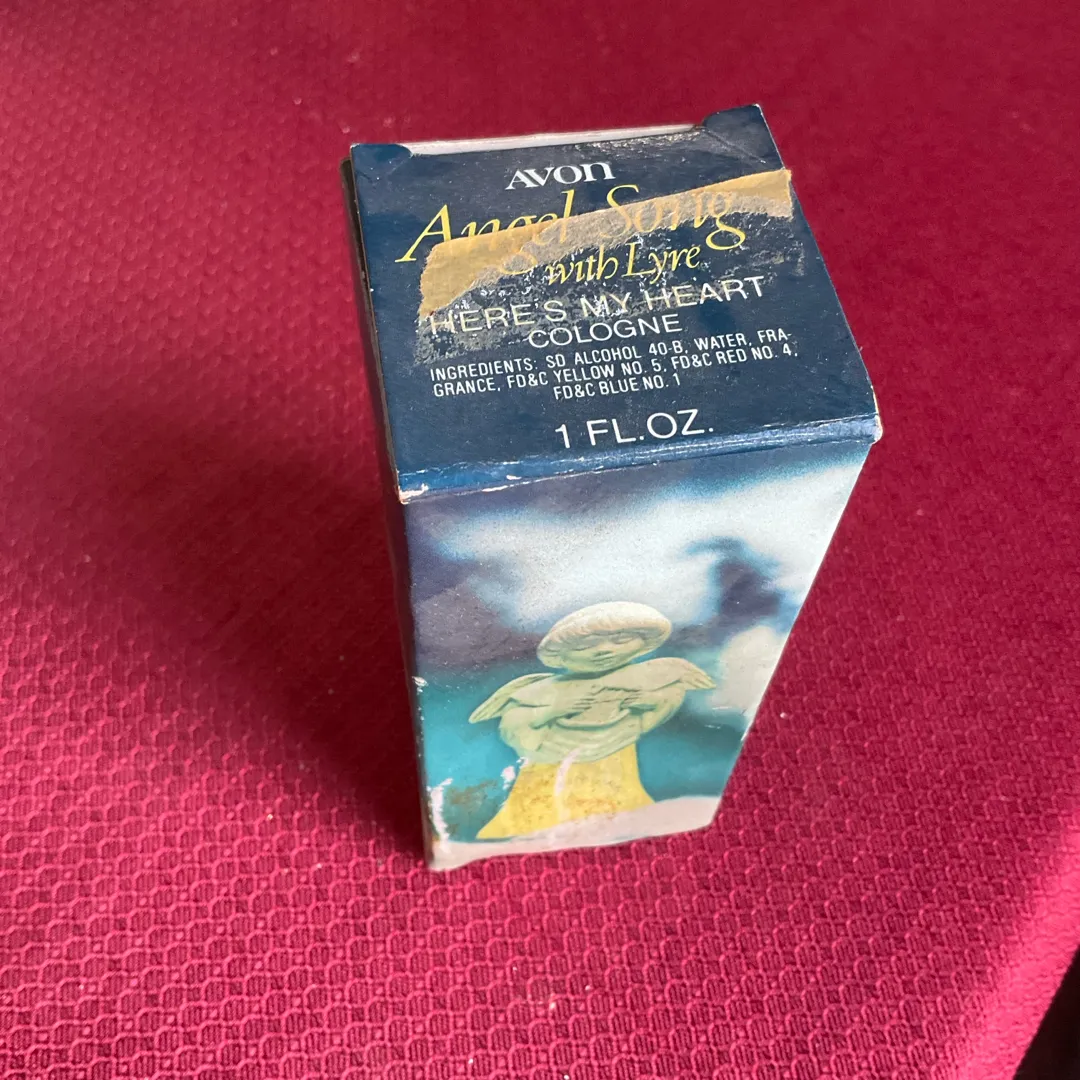 AVON
Angel Song
with Lyre
HERE'S MY HEART
COLOGNE
INGREDIENTS: SD ALCOHOL 40-B, WATER, FRA-
GRANCE, FD&C YELLOW NO. 5, FD&C RED NO. 4,
FD&C BLUE NO. 1
1 FL.OZ.